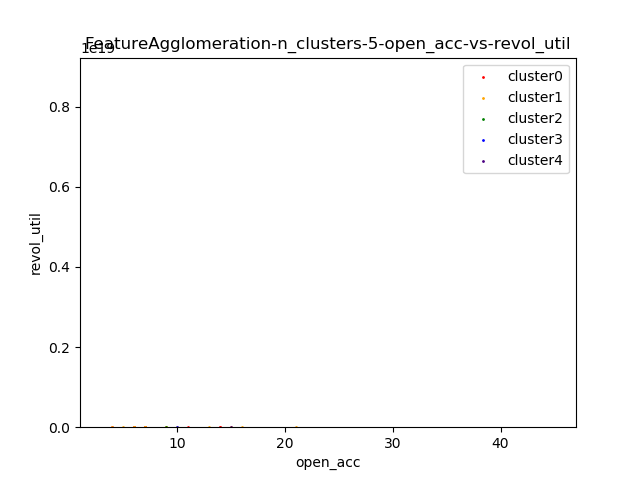 FeatureAgglomeration-n_clusters-5-open_acc-vs-revol_util
1e19
cluster0
cluster1
cluster2
cluster3
cluster4
0.8
0.6
0.4
0.2
0.0
revol_util
10 20 30 40
open_acc